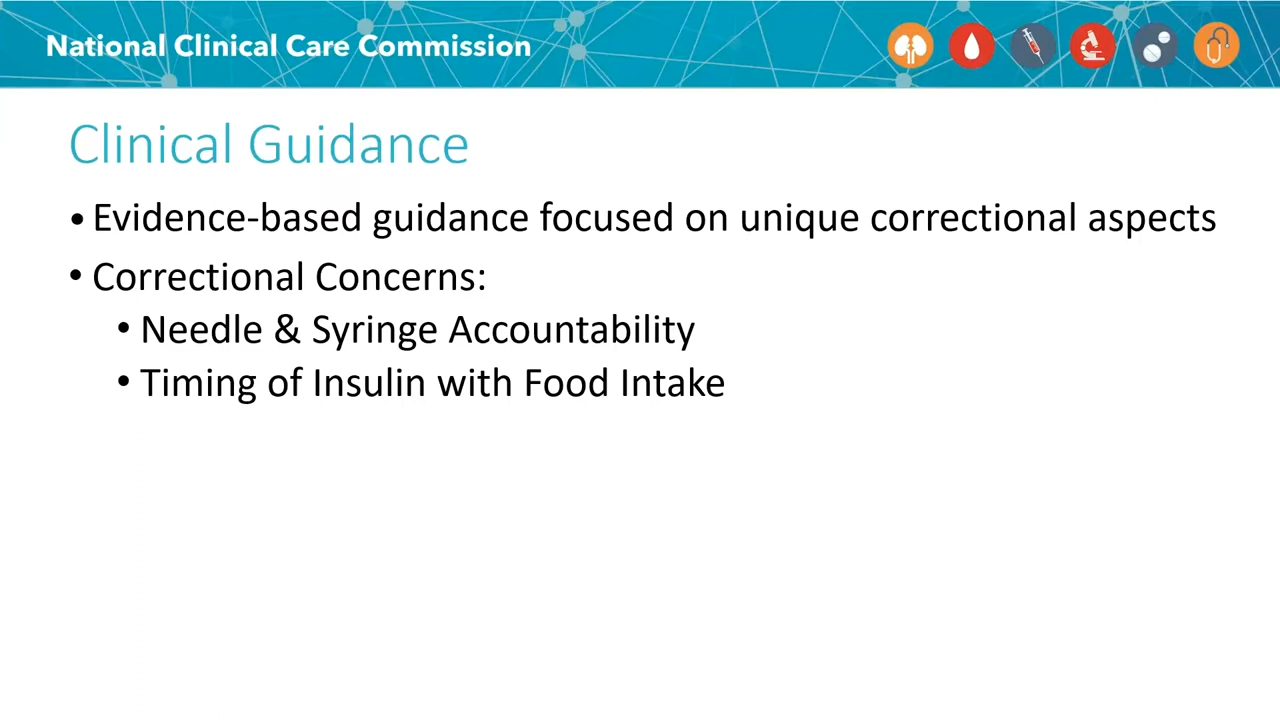 National Clinical Care Commission
Clinical Guidance
• Evidence-based guidance focused on unique correctional aspects
• Correctional Concerns:
• Needle & Syringe Accountability
• Timing of Insulin with Food Intake